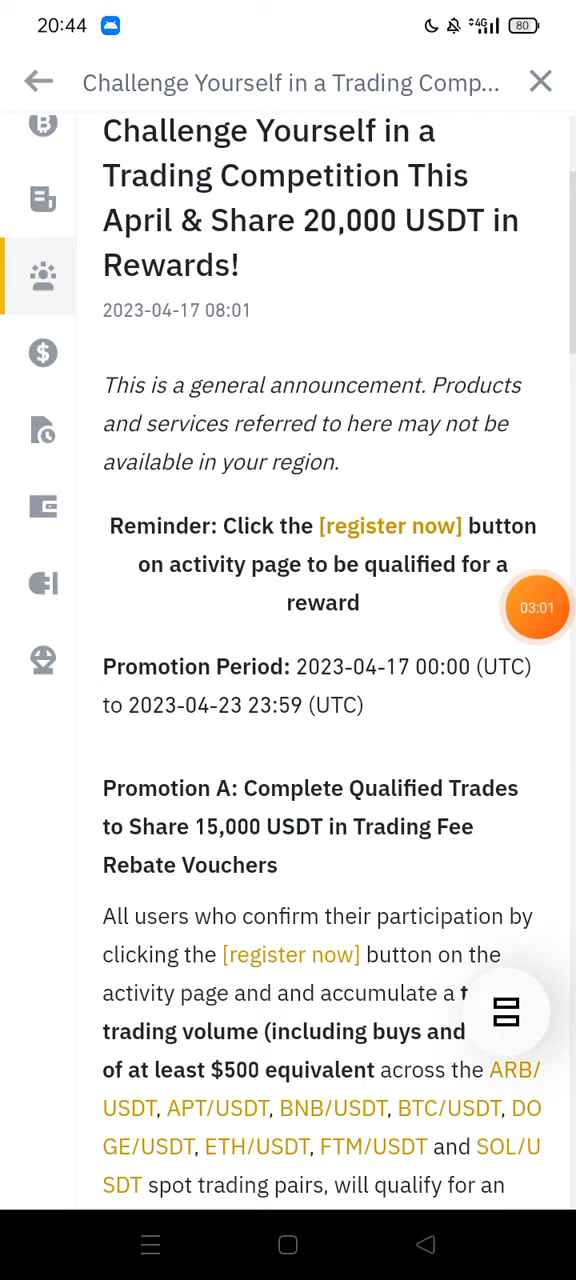 20:44
4G
80
Challenge Yourself in a Trading Comp...
Challenge Yourself in a
Trading Competition This
April & Share 20,000 USDT in
Rewards!
2023-04-17 08:01
This is a general announcement. Products
and services referred to here may not be
available in your region.
Reminder: Click the [register now] button
on activity page to be qualified for a
reward
03:01
Promotion Period: 2023-04-17 00:00 (UTC)
to 2023-04-23 23:59 (UTC)
Promotion A: Complete Qualified Trades
to Share 15,000 USDT in Trading Fee
Rebate Vouchers
All users who confirm their participation by
clicking the [register now] button on the
activity page and and accumulate a
trading volume (including buys and
of at least $500 equivalent across the ARB/
USDT, APT/USDT, BNB/USDT, BTC/USDT, DO
GE/USDT, ETH/USDT, FTM/USDT and SOL/U
SDT spot trading pairs, will qualify for an